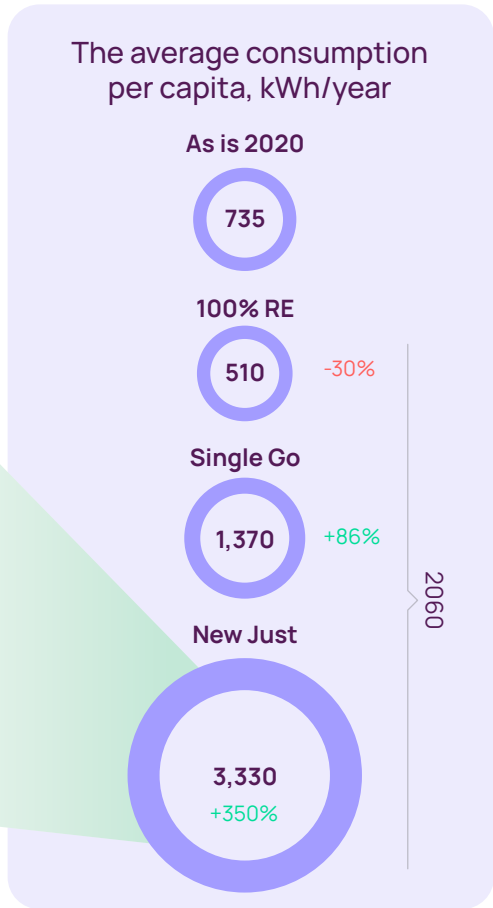 The average consumption
per capita, kWh/year
As is 2020
735
100% RE
510
-30%
Single Go
1,370
+86%
2060
New Just
3,330
+350%